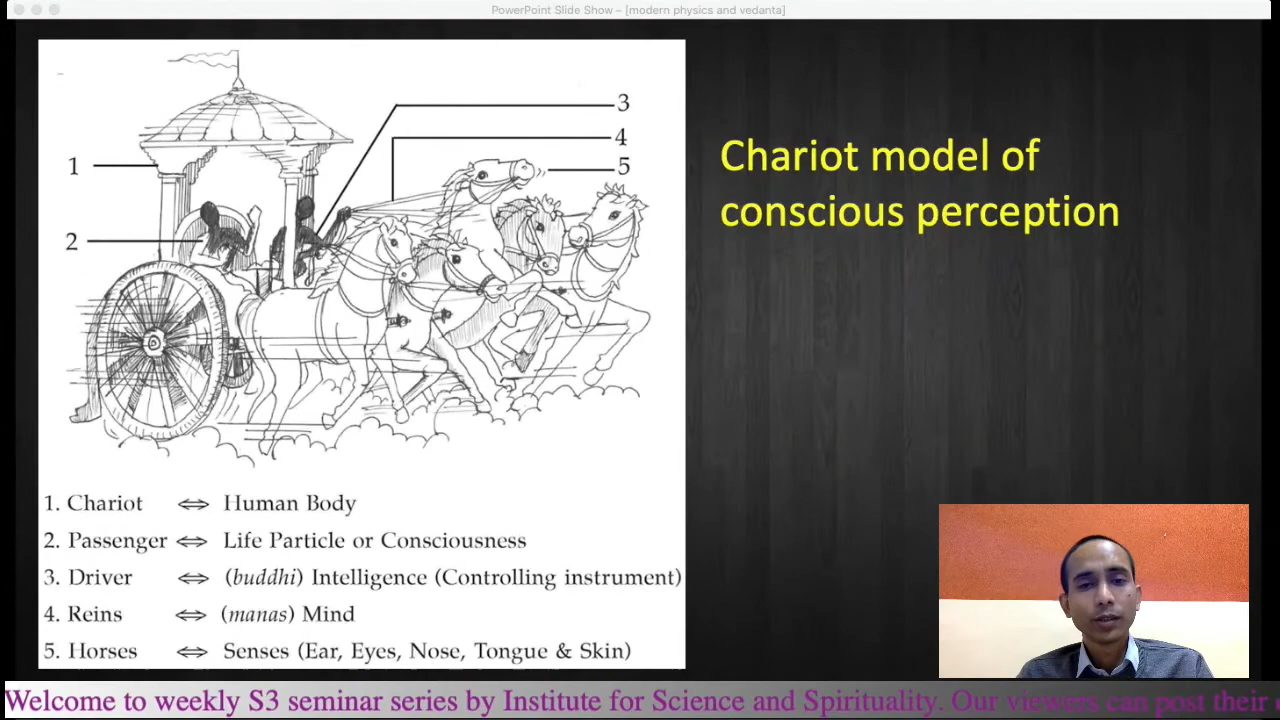 PowerPoint Slide Show – [modern physics and vedanta]
3
4
5
1
2
Chariot model of
conscious perception
1. Chariot ⇔ Human Body
2. Passenger ⇔ Life Particle or Consciousness
3. Driver ⇔ (buddhi) Intelligence (Controlling instrument)
4. Reins ⇔ (manas) Mind
5. Horses ⇔ Senses (Ear, Eyes, Nose, Tongue & Skin)
Welcome to weekly S3 seminar series by Institute for Science and Spirituality. Our viewers can post their